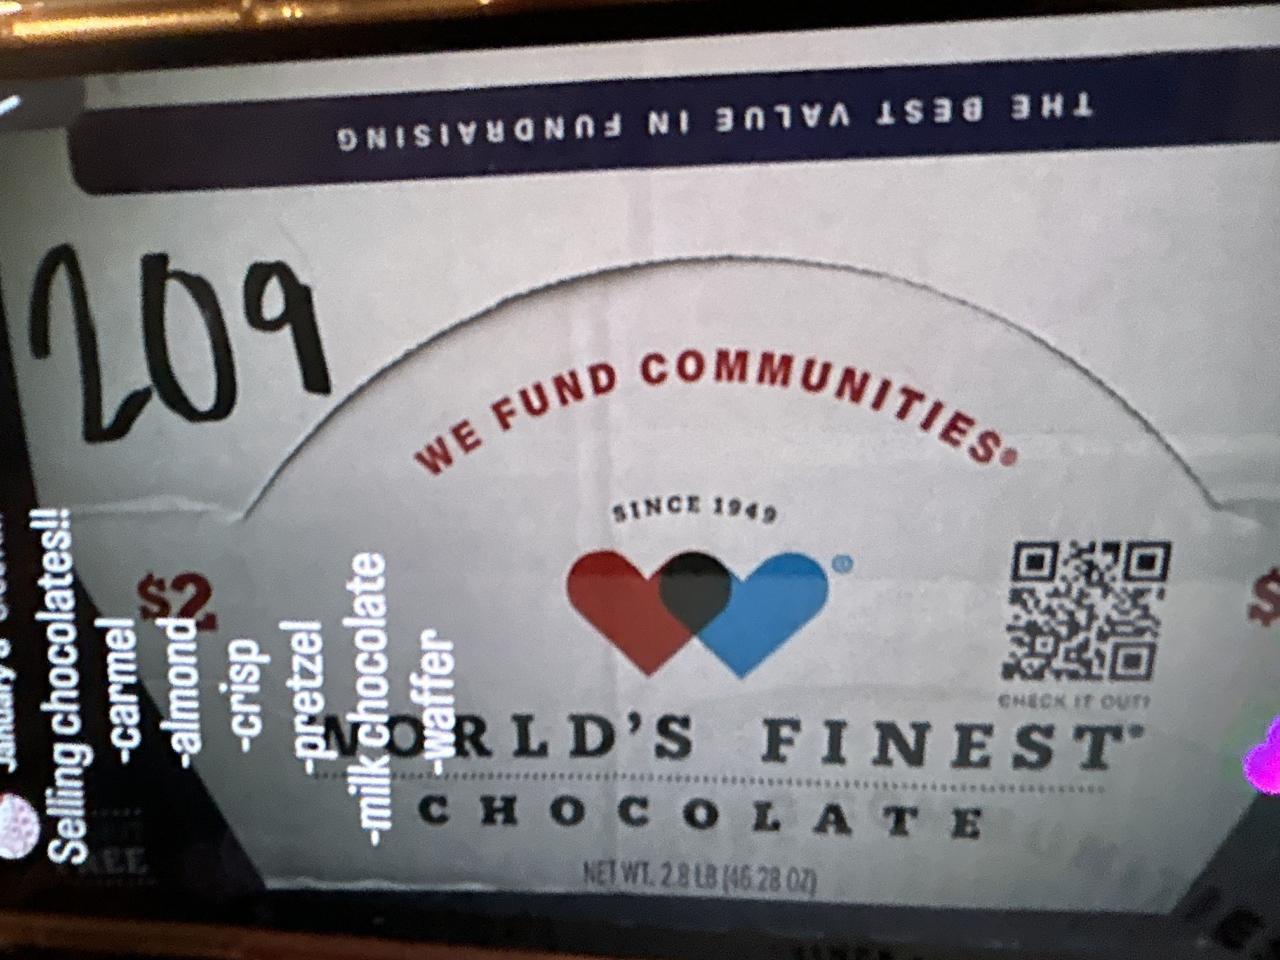 THE BEST VALUE IN FUNDRAISING
209
WE FUND COMMUNITIES®
SINCE 1949
®
$2
$
CHECK IT OUT!
WORLD'S FINEST®
CHOCOLATE
NET WT. 2.8 LB (46.28 OZ)
Selling chocolates!!
-carmel
-almond
-crisp
-pretzel
-milk chocolate
-waffer